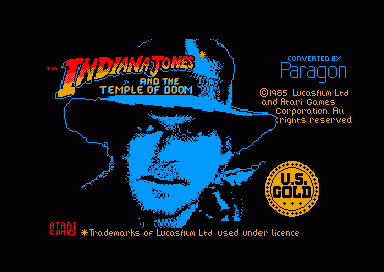 THE
INDIANA JONES
AND THE
TEMPLE OF DOOM
CONVERTED BY
Paragon
©1985 Lucasfilm Ltd
and Atari Games
Corporation. All
rights reserved
U.S.
GOLD
ATARI
GAMES
*Trademarks of Lucasfilm Ltd used under licence